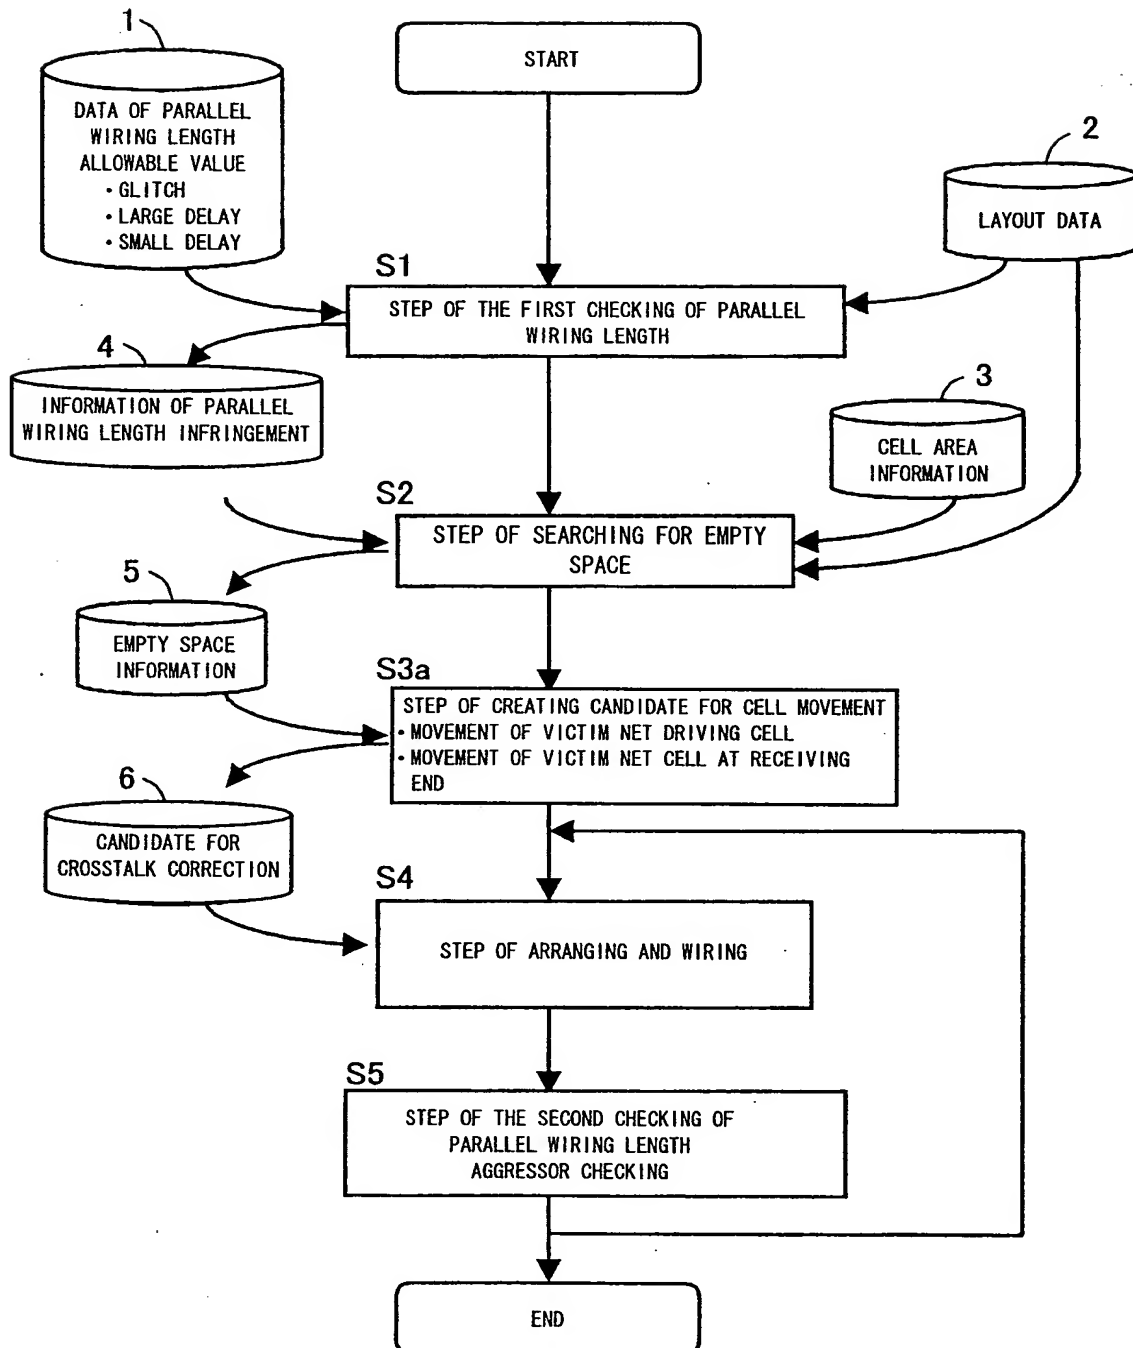 1
START
DATA OF PARALLEL
WIRING LENGTH
ALLOWABLE VALUE
・GLITCH
・LARGE DELAY
・SMALL DELAY
2
LAYOUT DATA
S1
STEP OF THE FIRST CHECKING OF PARALLEL
WIRING LENGTH
4
INFORMATION OF PARALLEL
WIRING LENGTH INFRINGEMENT
3
CELL AREA
INFORMATION
S2
STEP OF SEARCHING FOR EMPTY
SPACE
5
EMPTY SPACE
INFORMATION
S3a
STEP OF CREATING CANDIDATE FOR CELL MOVEMENT
・MOVEMENT OF VICTIM NET DRIVING CELL
・MOVEMENT OF VICTIM NET CELL AT RECEIVING
END
6
CANDIDATE FOR
CROSSTALK CORRECTION
S4
STEP OF ARRANGING AND WIRING
S5
STEP OF THE SECOND CHECKING OF
PARALLEL WIRING LENGTH
AGGRESSOR CHECKING
END